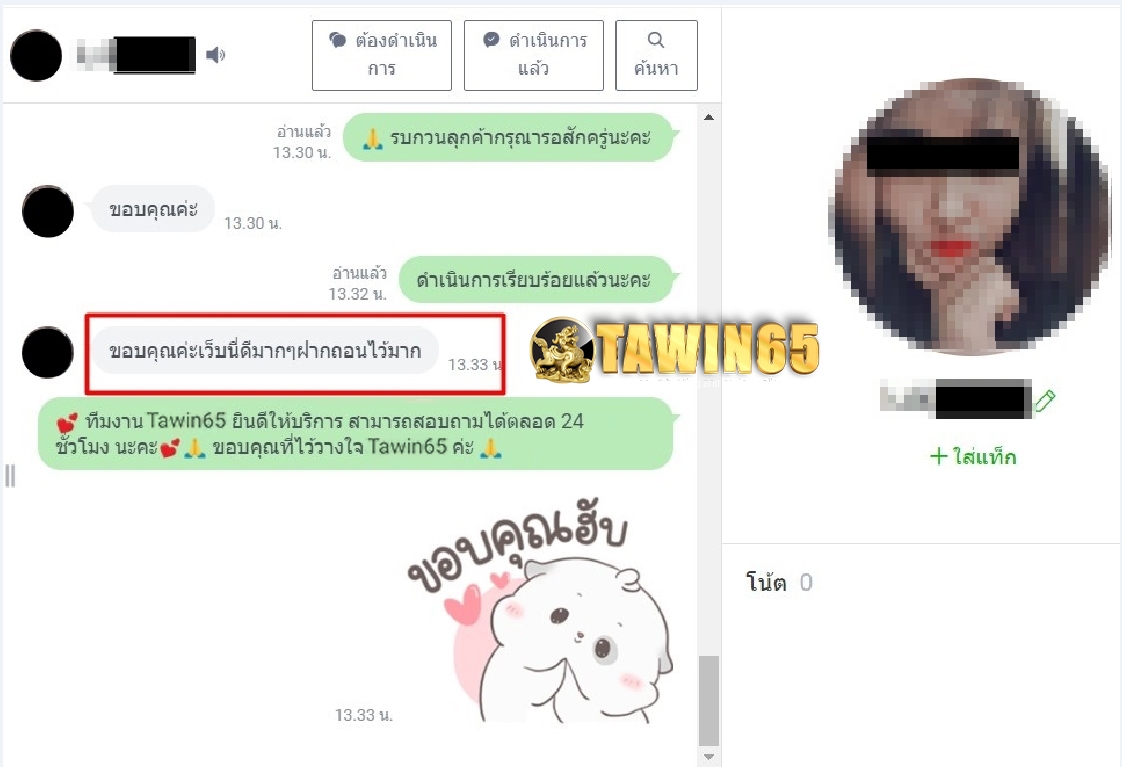 ต้องดำเนิน
การ
ดำเนินการ
แล้ว
ค้นหา
อ่านแล้ว
13.30 น.
🙏 รบกวนลูกค้ากรุณารอสักครู่นะคะ
ขอบคุณค่ะ
13.30 น.
อ่านแล้ว
13.32 น.
ดำเนินการเรียบร้อยแล้วนะคะ
ขอบคุณค่ะเว็บนี้ดีมากๆฝากถอนไว้มาก
13.33 น
TAWIN65
💕 ทีมงาน Tawin65 ยินดีให้บริการ สามารถสอบถามได้ตลอด 24
ชั่วโมง นะคะ💕🙏 ขอบคุณที่ไว้วางใจ Tawin65 ค่ะ 🙏
ขอบคุณฮับ
13.33 น.
+ ใส่แท็ก
โน้ต 0